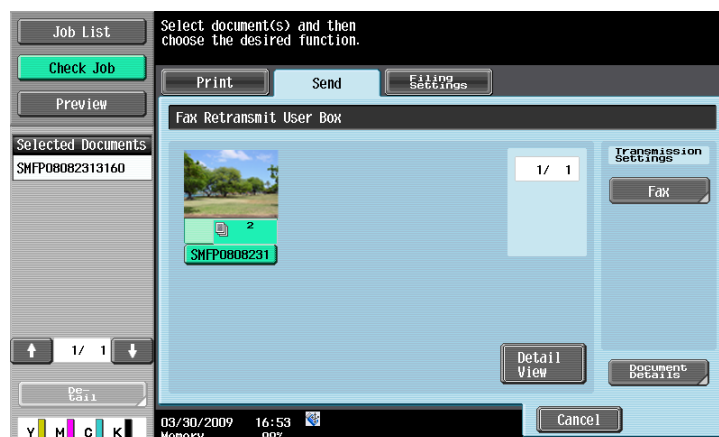 Job List
Check Job
Preview
Selected Documents
SMFP08082313160
1/ 1
De-
tail
Y M C K
Select document(s) and then
choose the desired function.
Print
Send
Filing
Settings
Fax Retransmit User Box
2
SMFP0808231
1/ 1
Detail
View
Transmission
Settings
Fax
Document
Details
03/30/2009 16:53
Memory 00%
Cancel